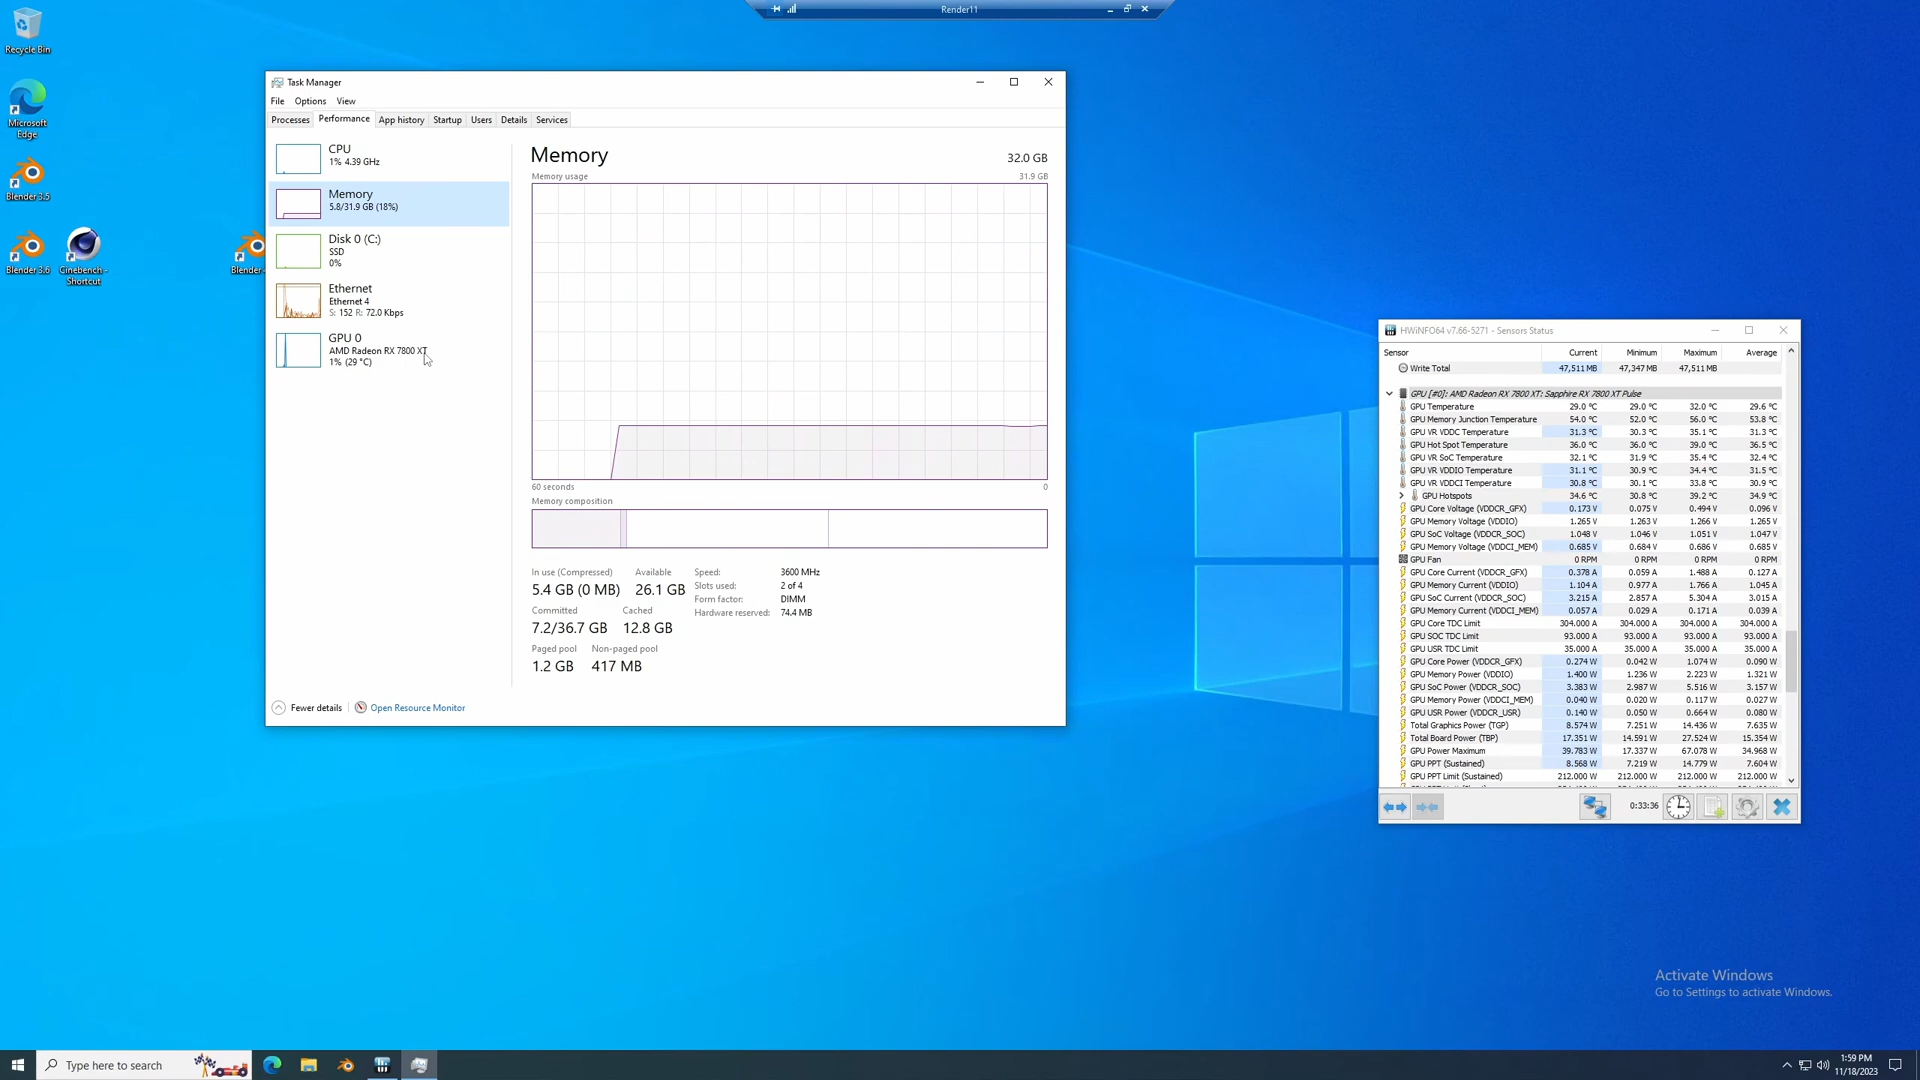 Render11
Recycle Bin
Microsoft Edge
Blender 3.5
Blender 3.6
Cinebench - Shortcut
Blender
Task Manager
File Options View
Processes Performance App history Startup Users Details Services
CPU
1% 4.39 GHz
Memory
5.8/31.9 GB (18%)
Disk 0 (C:)
SSD
0%
Ethernet
Ethernet 4
S: 152 R: 72.0 Kbps
GPU 0
AMD Radeon RX 7800 XT
1% (29 °C)
Memory 32.0 GB
Memory usage 31.9 GB
60 seconds 0
Memory composition
In use (Compressed) Available
5.4 GB (0 MB) 26.1 GB
Committed Cached
7.2/36.7 GB 12.8 GB
Paged pool Non-paged pool
1.2 GB 417 MB
Speed: 3600 MHz
Slots used: 2 of 4
Form factor: DIMM
Hardware reserved: 74.4 MB
Fewer details Open Resource Monitor
HWiNFO64 v7.66-5271 - Sensors Status
Sensor Current Minimum Maximum Average
Write Total 47,511 MB 47,347 MB 47,511 MB
GPU [#0]: AMD Radeon RX 7800 XT: Sapphire RX 7800 XT Pulse
GPU Temperature 29.0 °C 29.0 °C 32.0 °C 29.6 °C
GPU Memory Junction Temperature 54.0 °C 52.0 °C 56.0 °C 53.8 °C
GPU VR VDDC Temperature 31.3 °C 30.3 °C 35.1 °C 31.3 °C
GPU Hot Spot Temperature 36.0 °C 36.0 °C 39.0 °C 36.5 °C
GPU VR SoC Temperature 32.1 °C 31.9 °C 35.4 °C 32.4 °C
GPU VR VDDIO Temperature 31.1 °C 30.9 °C 34.4 °C 31.5 °C
GPU VR VDDCI Temperature 30.8 °C 30.1 °C 33.8 °C 30.9 °C
GPU Hotspots 34.6 °C 30.8 °C 39.2 °C 34.9 °C
GPU Core Voltage (VDDCR_GFX) 0.173 V 0.075 V 0.494 V 0.096 V
GPU Memory Voltage (VDDIO) 1.265 V 1.263 V 1.266 V 1.265 V
GPU SoC Voltage (VDDCR_SOC) 1.048 V 1.046 V 1.051 V 1.047 V
GPU Memory Voltage (VDDCI_MEM) 0.685 V 0.684 V 0.686 V 0.685 V
GPU Fan 0 RPM 0 RPM 0 RPM 0 RPM
GPU Core Current (VDDCR_GFX) 0.378 A 0.059 A 1.488 A 0.127 A
GPU Memory Current (VDDIO) 1.104 A 0.977 A 1.766 A 1.045 A
GPU SoC Current (VDDCR_SOC) 3.215 A 2.857 A 5.304 A 3.015 A
GPU Memory Current (VDDCI_MEM) 0.057 A 0.029 A 0.171 A 0.039 A
GPU Core TDC Limit 304.000 A 304.000 A 304.000 A 304.000 A
GPU SOC TDC Limit 93.000 A 93.000 A 93.000 A 93.000 A
GPU USR TDC Limit 35.000 A 35.000 A 35.000 A 35.000 A
GPU Core Power (VDDCR_GFX) 0.274 W 0.042 W 1.074 W 0.090 W
GPU Memory Power (VDDIO) 1.400 W 1.236 W 2.223 W 1.321 W
GPU SoC Power (VDDCR_SOC) 3.383 W 2.987 W 5.516 W 3.157 W
GPU Memory Power (VDDCI_MEM) 0.040 W 0.020 W 0.117 W 0.027 W
GPU USR Power (VDDCR_USR) 0.140 W 0.050 W 0.664 W 0.080 W
Total Graphics Power (TGP) 8.574 W 7.251 W 14.436 W 7.635 W
Total Board Power (TBP) 17.351 W 14.591 W 27.524 W 15.354 W
GPU Power Maximum 39.783 W 17.337 W 67.078 W 34.968 W
GPU PPT (Sustained) 8.568 W 7.219 W 14.779 W 7.604 W
GPU PPT Limit (Sustained) 212.000 W 212.000 W 212.000 W 212.000 W
0:33:36
Activate Windows
Go to Settings to activate Windows.
Type here to search
1:59 PM
11/18/2023